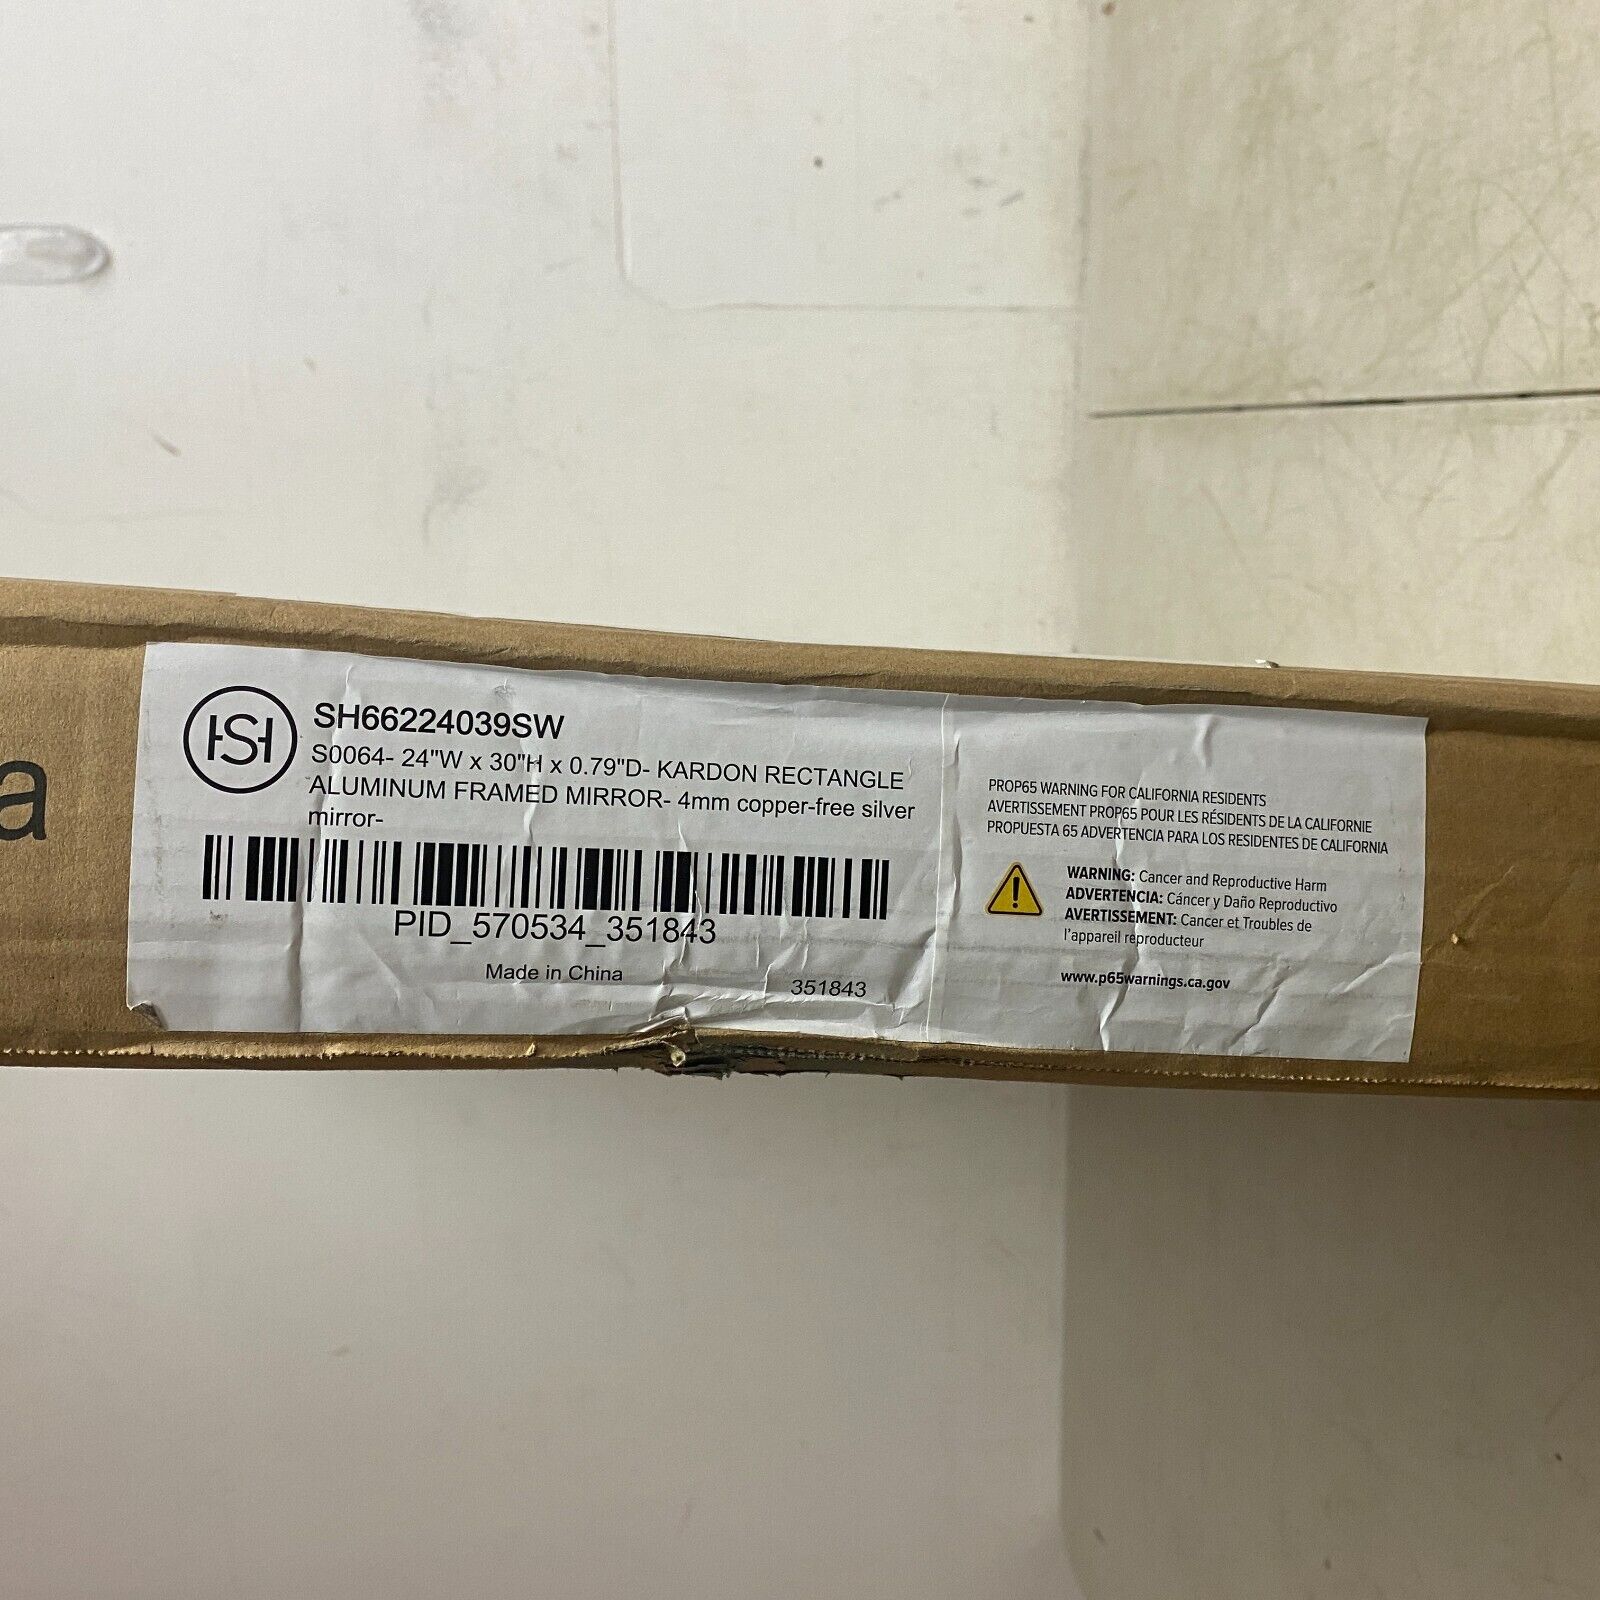 a
SH
SH66224039SW
S0064- 24"W x 30"H x 0.79"D- KARDON RECTANGLE
ALUMINUM FRAMED MIRROR- 4mm copper-free silver
mirror-
PID_570534_351843
Made in China
351843
PROP65 WARNING FOR CALIFORNIA RESIDENTS
AVERTISSEMENT PROP65 POUR LES RÉSIDENTS DE LA CALIFORNIE
PROPUESTA 65 ADVERTENCIA PARA LOS RESIDENTES DE CALIFORNIA
WARNING: Cancer and Reproductive Harm
ADVERTENCIA: Cáncer y Daño Reproductivo
AVERTISSEMENT: Cancer et Troubles de
l'appareil reproducteur
www.p65warnings.ca.gov